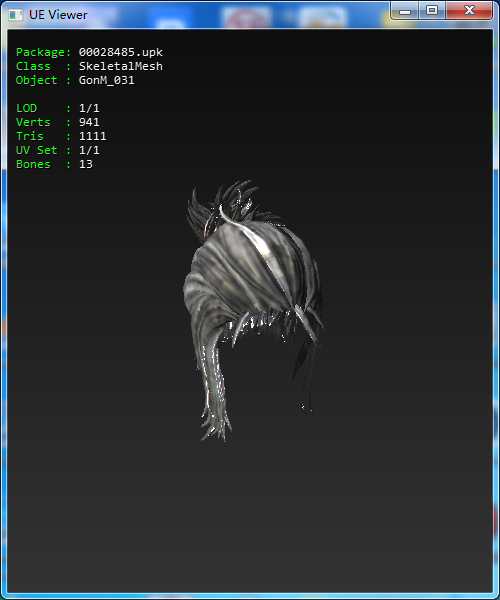 UE Viewer
Package: 00028485.upk
Class : SkeletalMesh
Object : GonM_031
LOD : 1/1
Verts : 941
Tris : 1111
UV Set : 1/1
Bones : 13